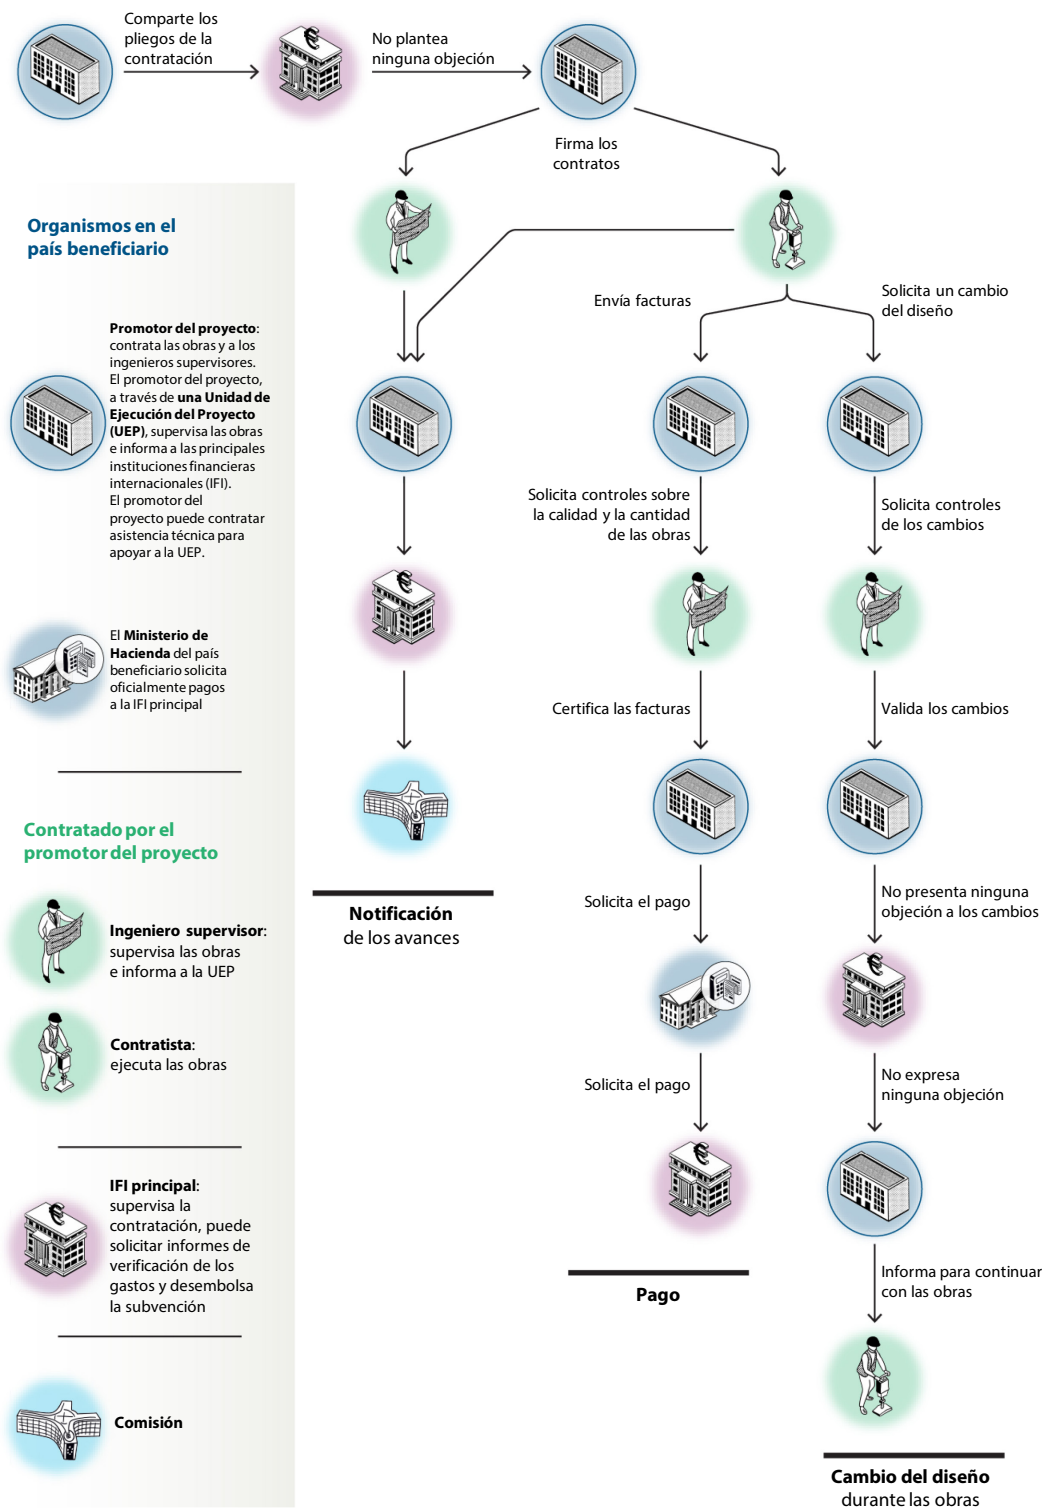 Comparte los
pliegos de la
contratación
No plantea
ninguna objeción
Firma los
contratos
Organismos en el
país beneficiario
Promotor del proyecto:
contrata las obras y a los
ingenieros supervisores.
El promotor del proyecto,
a través de una Unidad de
Ejecución del Proyecto
(UEP), supervisa las obras
e informa a las principales
instituciones financieras
internacionales (IFI).
El promotor del
proyecto puede contratar
asistencia técnica para
apoyar a la UEP.
El Ministerio de
Hacienda del país
beneficiario solicita
oficialmente pagos
a la IFI principal
Contratado por el
promotor del proyecto
Ingeniero supervisor:
supervisa las obras
e informa a la UEP
Contratista:
ejecuta las obras
IFI principal:
supervisa la
contratación, puede
solicitar informes de
verificación de los
gastos y desembolsa
la subvención
Comisión
Notificación
de los avances
Envía facturas
Solicita controles sobre
la calidad y la cantidad
de las obras
Certifica las facturas
Solicita el pago
Solicita el pago
Pago
Solicita un cambio
del diseño
Solicita controles
de los cambios
Valida los cambios
No presenta ninguna
objeción a los cambios
No expresa
ninguna objeción
Informa para continuar
con las obras
Cambio del diseño
durante las obras